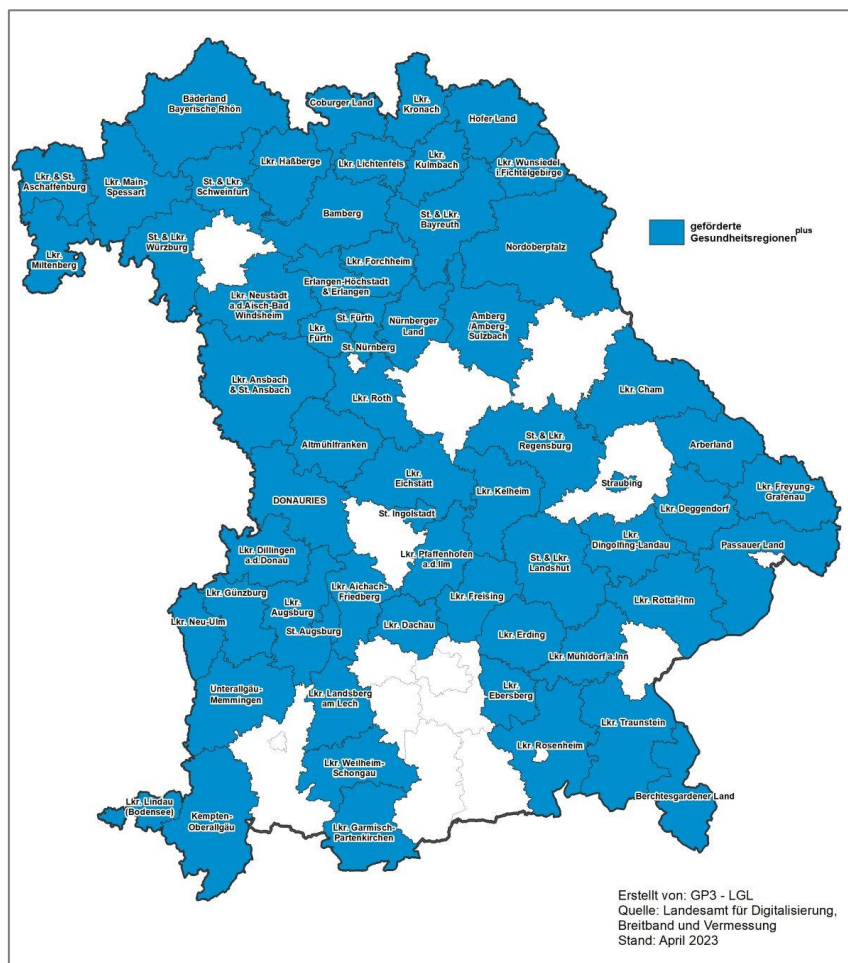 Bäderland
Bayerische Rhön
Coburger Land
Lkr.
Kronach
Hofer Land
Lkr. & St.
Aschaffenburg
Lkr. Main-
Spessart
St. & Lkr.
Schweinfurt
Lkr. Haßberge
Lkr. Lichtenfels
Lkr.
Kulmbach
Lkr. Wunsiedel
i.Fichtelgebirge
Lkr.
Miltenberg
St. & Lkr.
Würzburg
Bamberg
St. & Lkr.
Bayreuth
Nordoberpfalz
geförderte
Gesundheitsregionen plus
Lkr. Forchheim
Erlangen-Höchstadt
& Erlangen
Lkr. Neustadt
a.d.Aisch-Bad
Windsheim
St. Fürth
Lkr.
Fürth
Nürnberger
Land
St. Nürnberg
Amberg
/Amberg-
Sulzbach
Lkr. Ansbach
& St. Ansbach
Lkr. Roth
Lkr. Cham
Altmühlfranken
St. & Lkr.
Regensburg
Arberland
Lkr.
Eichstätt
Lkr. Kelheim
Straubing
Lkr. Freyung-
Grafenau
DONAURIES
St. Ingolstadt
Lkr. Deggendorf
Lkr. Dillingen
a.d.Donau
Lkr. Pfaffenhofen
a.d.Ilm
St. & Lkr.
Landshut
Lkr.
Dingolfing-Landau
Passauer Land
Lkr. Günzburg
Lkr. Aichach-
Friedberg
Lkr. Freising
Lkr. Rottal-Inn
Lkr. Neu-Ulm
Lkr.
Augsburg
St. Augsburg
Lkr. Dachau
Lkr. Erding
Lkr. Mühldorf a.Inn
Unterallgäu-
Memmingen
Lkr. Landsberg
am Lech
Lkr.
Ebersberg
Lkr. Traunstein
Lkr. Weilheim-
Schongau
Lkr. Rosenheim
Lkr. Lindau
(Bodensee)
Kempten-
Oberallgäu
Lkr. Garmisch-
Partenkirchen
Berchtesgardener Land
Erstellt von: GP3 - LGL
Quelle: Landesamt für Digitalisierung,
Breitband und Vermessung
Stand: April 2023